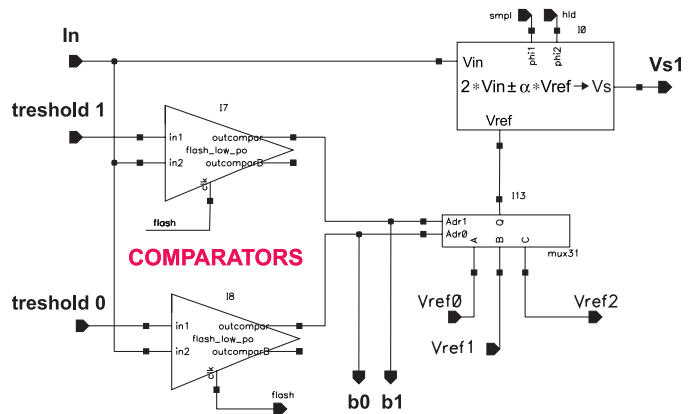 smpl
hld
I0
In
phi1
phi2
Vin
2*Vin±α*Vref→Vs
Vs1
Vref
treshold 1
I7
in1
in2
outcompar
flash_low_po
outcomparB
clk
flash
I13
Adr1
Adr0
Q
A
B
C
mux31
COMPARATORS
treshold 0
I8
in1
in2
outcompar
flash_low_po
outcomparB
clk
flash
Vref0
Vref1
Vref2
b0
b1